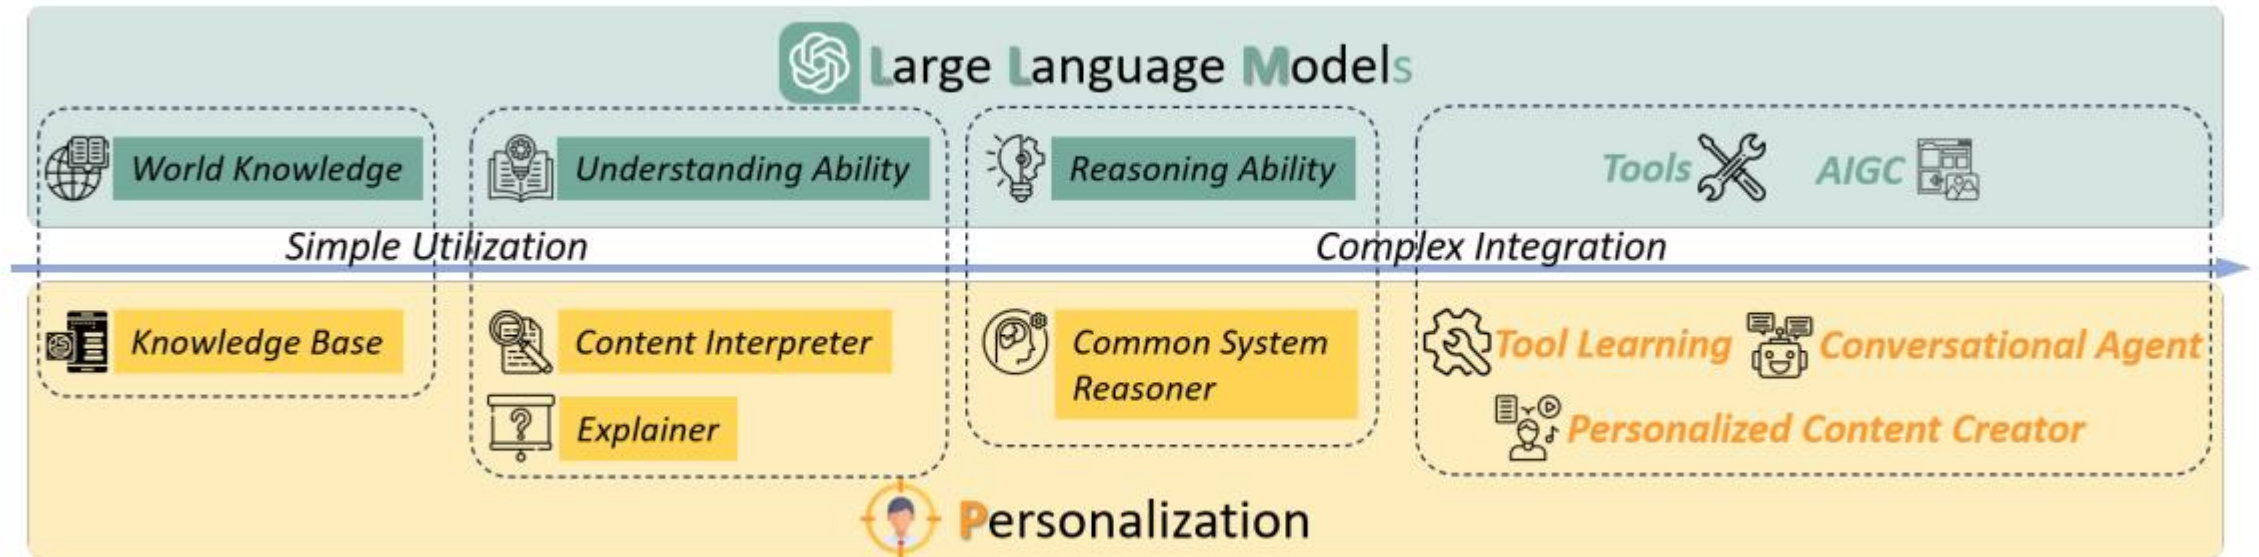 Large Language Models
World Knowledge
Understanding Ability
Reasoning Ability
Tools
AIGC
Simple Utilization
Complex Integration
Knowledge Base
Content Interpreter
Explainer
Common System
Reasoner
Tool Learning
Conversational Agent
Personalized Content Creator
Personalization